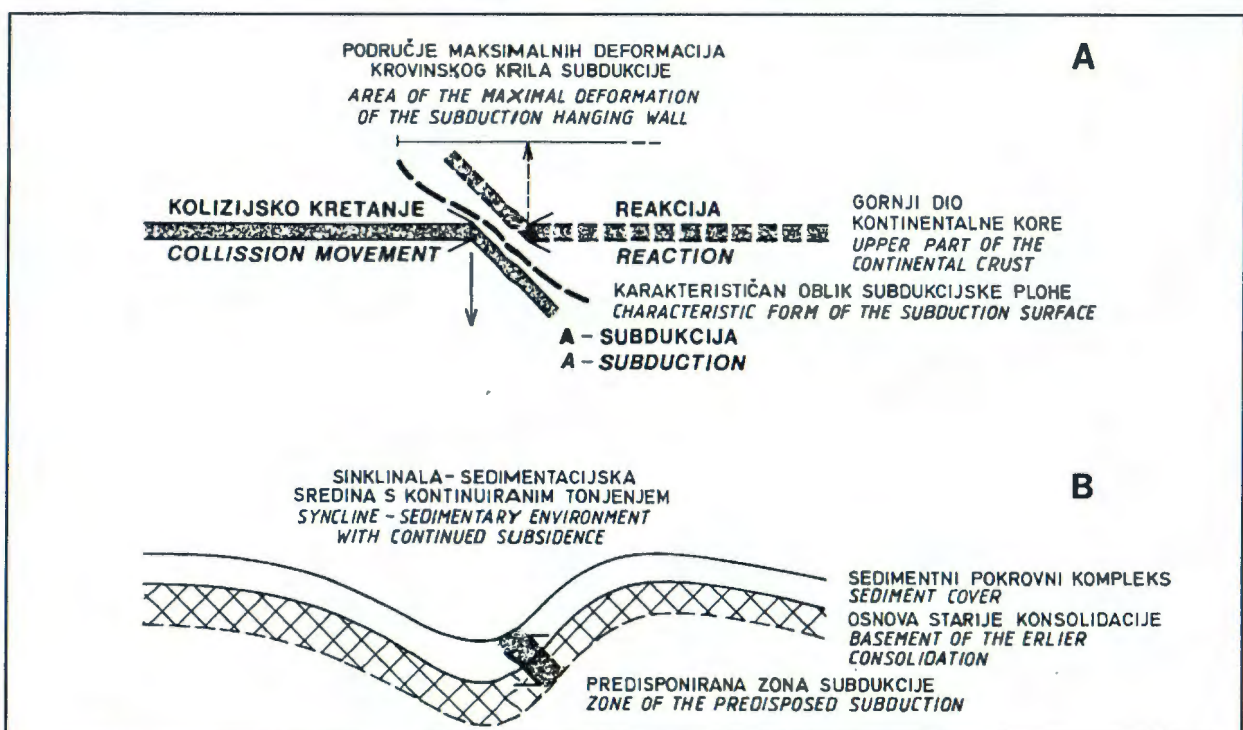 A
PODRUČJE MAKSIMALNIH DEFORMACIJA
KROVINSKOG KRILA SUBDUKCIJE
AREA OF THE MAXIMAL DEFORMATION
OF THE SUBDUCTION HANGING WALL
KOLIZIJSKO KRETANJE
COLLISSION MOVEMENT
REAKCIJA
REACTION
GORNJI DIO
KONTINENTALNE KORE
UPPER PART OF THE
CONTINENTAL CRUST
KARAKTERISTIČAN OBLIK SUBDUKCIJSKE PLOHE
CHARACTERISTIC FORM OF THE SUBDUCTION SURFACE
A – SUBDUKCIJA
A – SUBDUCTION
B
SINKLINALA – SEDIMENTACIJSKA
SREDINA S KONTINUIRANIM TONJENJEM
SYNCLINE – SEDIMENTARY ENVIRONMENT
WITH CONTINUED SUBSIDENCE
SEDIMENTNI POKROVNI KOMPLEKS
SEDIMENT COVER
OSNOVA STARIJE KONSOLIDACIJE
BASEMENT OF THE ERLIER
CONSOLIDATION
PREDISPONIRANA ZONA SUBDUKCIJE
ZONE OF THE PREDISPOSED SUBDUCTION